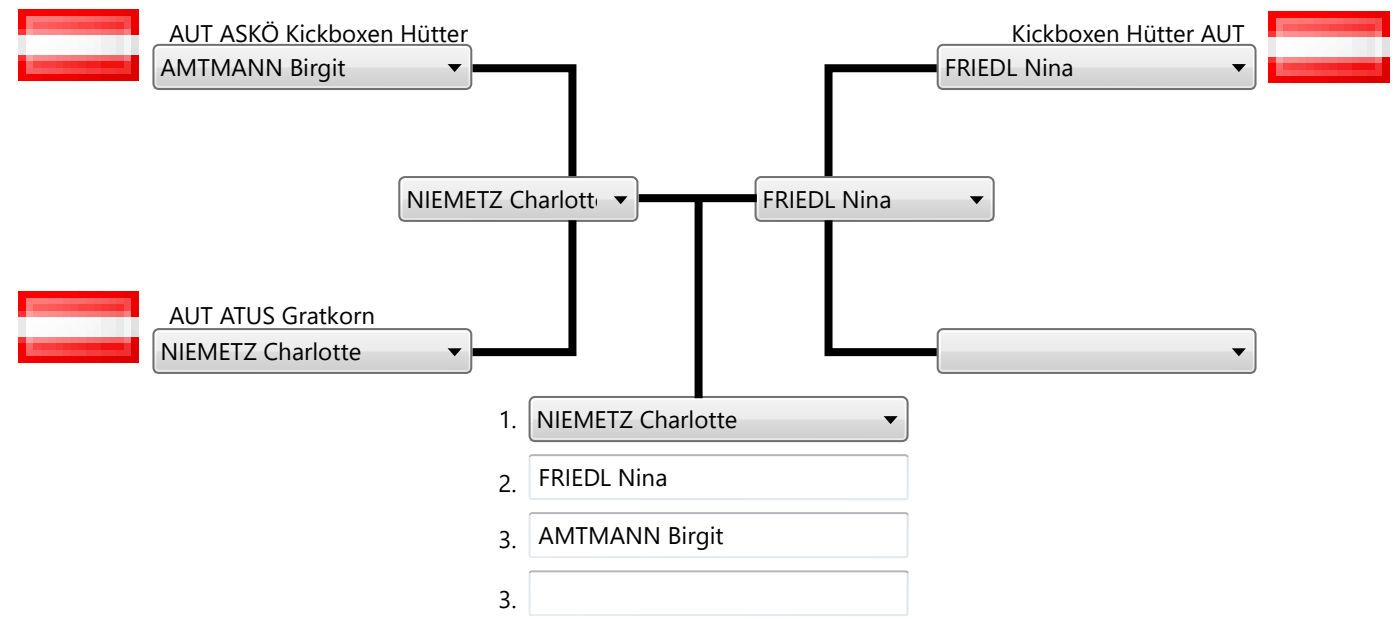 AUT ASKÖ Kickboxen Hütter
Kickboxen Hütter AUT
AMTMANN Birgit
FRIEDL Nina
NIEMETZ Charlott
FRIEDL Nina
AUT ATUS Gratkorn
NIEMETZ Charlotte
1. NIEMETZ Charlotte
2. FRIEDL Nina
3. AMTMANN Birgit
3.